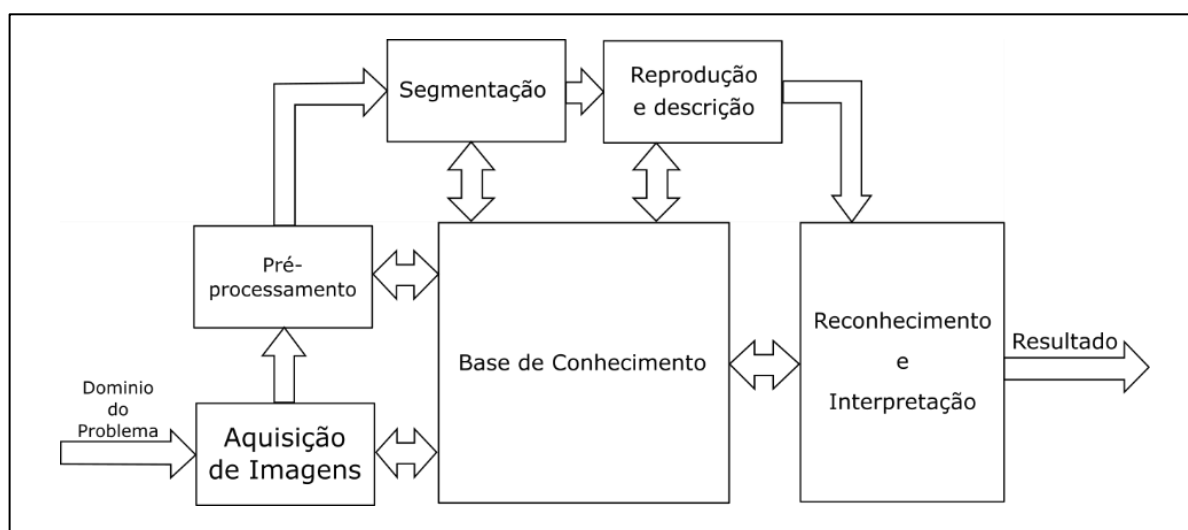 Segmentação
Reprodução
e descrição
Pré-
processamento
Base de Conhecimento
Reconhecimento
e
Interpretação
Resultado
Dominio
do
Problema
Aquisição
de Imagens